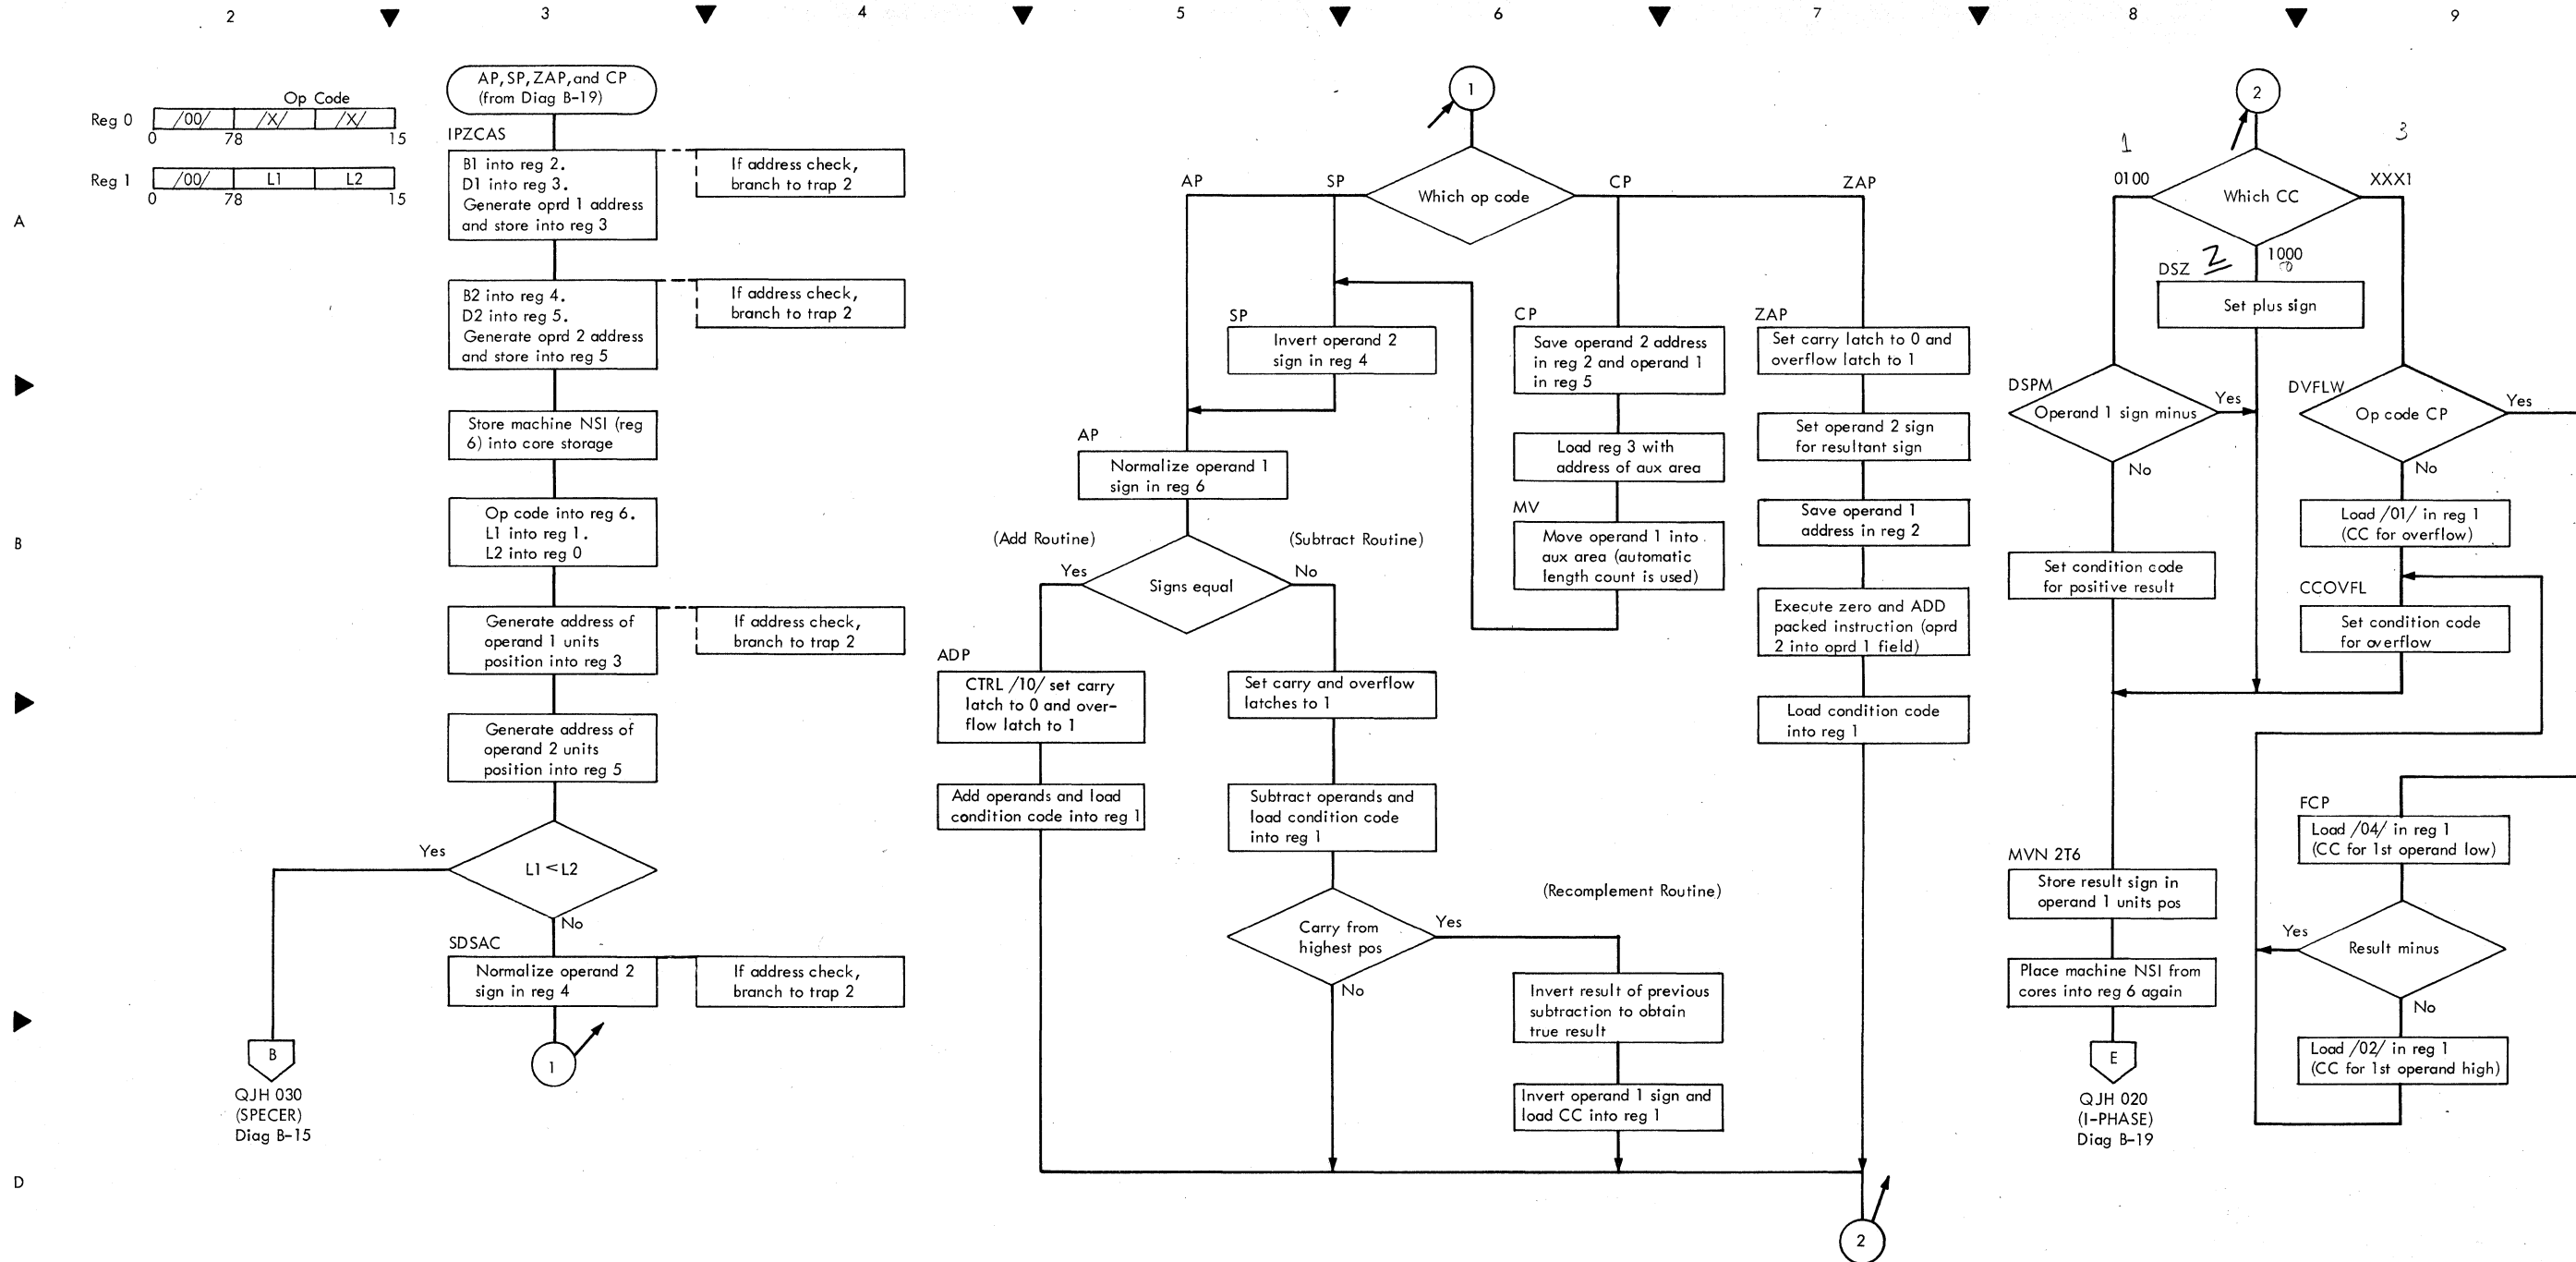 2
3
4
5
6
7
8
9
A
B
D
Op Code
Reg 0
/00/
/X/
/X/
0
78
15
Reg 1
/00/
L1
L2
0
78
15
AP, SP, ZAP, and CP
(from Diag B-19)
IPZCAS
B1 into reg 2.
D1 into reg 3.
Generate oprd 1 address
and store into reg 3
If address check,
branch to trap 2
B2 into reg 4.
D2 into reg 5.
Generate oprd 2 address
and store into reg 5
If address check,
branch to trap 2
Store machine NSI (reg
6) into core storage
Op code into reg 6.
L1 into reg 1.
L2 into reg 0
Generate address of
operand 1 units
position into reg 3
If address check,
branch to trap 2
Generate address of
operand 2 units
position into reg 5
Yes
L1 < L2
No
SDSAC
Normalize operand 2
sign in reg 4
If address check,
branch to trap 2
1
B
QJH 030
(SPECER)
Diag B-15
1
Which op code
AP
SP
CP
ZAP
SP
Invert operand 2
sign in reg 4
AP
Normalize operand 1
sign in reg 6
(Add Routine)
(Subtract Routine)
Yes
Signs equal
No
ADP
CTRL /10/ set carry
latch to 0 and over-
flow latch to 1
Add operands and load
condition code into reg 1
Set carry and overflow
latches to 1
Subtract operands and
load condition code
into reg 1
Carry from
highest pos
Yes
No
(Recomplement Routine)
Invert result of previous
subtraction to obtain
true result
Invert operand 1 sign and
load CC into reg 1
CP
Save operand 2 address
in reg 2 and operand 1
in reg 5
Load reg 3 with
address of aux area
MV
Move operand 1 into
aux area (automatic
length count is used)
ZAP
Set carry latch to 0 and
overflow latch to 1
Set operand 2 sign
for resultant sign
Save operand 1
address in reg 2
Execute zero and ADD
packed instruction (oprd
2 into oprd 1 field)
Load condition code
into reg 1
2
2
1
3
0100
Which CC
XXX1
DSZ
2
1000
Set plus sign
DSPM
Operand 1 sign minus
Yes
No
Set condition code
for positive result
DVFLW
Op code CP
Yes
No
Load /01/ in reg 1
(CC for overflow)
CCOVFL
Set condition code
for overflow
FCP
Load /04/ in reg 1
(CC for 1st operand low)
Yes
Result minus
No
Load /02/ in reg 1
(CC for 1st operand high)
MVN 2T6
Store result sign in
operand 1 units pos
Place machine NSI from
cores into reg 6 again
E
QJH 020
(I-PHASE)
Diag B-19